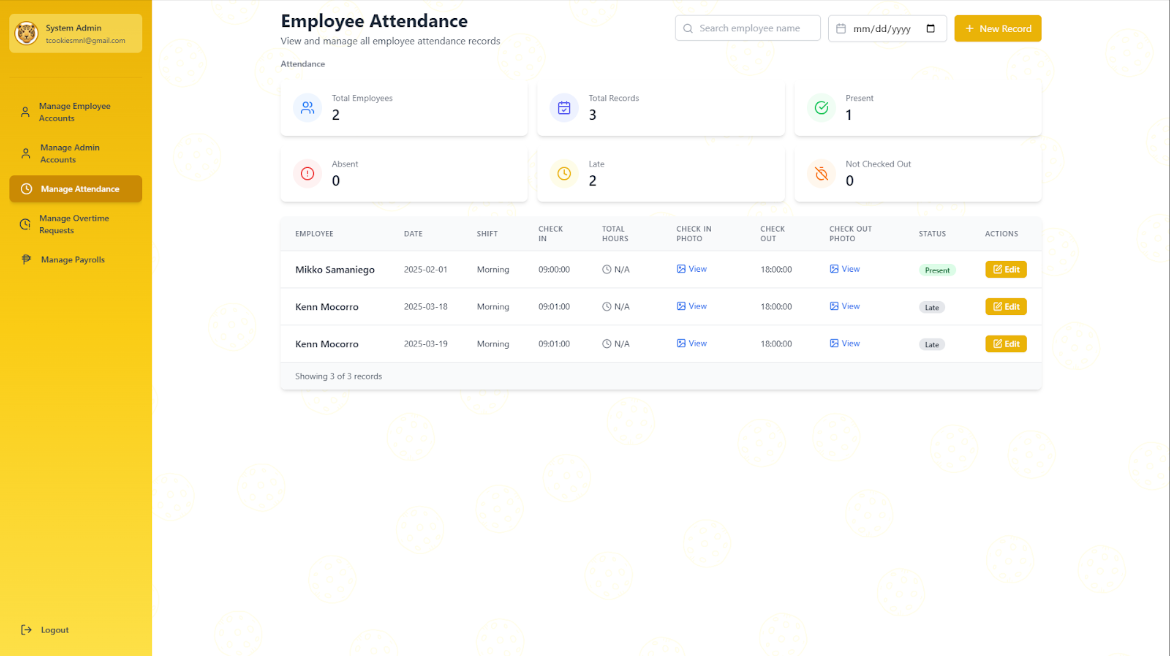 System Admin
tcookiesmnl@gmail.com
Manage Employee
Accounts
Manage Admin
Accounts
Manage Attendance
Manage Overtime
Requests
Manage Payrolls
Logout
Employee Attendance
View and manage all employee attendance records
Search employee name
mm/dd/yyyy
+ New Record
Attendance
Total Employees
2
Total Records
3
Present
1
Absent
0
Late
2
Not Checked Out
0
EMPLOYEE DATE SHIFT CHECK IN TOTAL HOURS CHECK IN PHOTO CHECK OUT CHECK OUT PHOTO STATUS ACTIONS
Mikko Samaniego 2025-02-01 Morning 09:00:00 N/A View 18:00:00 View Present Edit
Kenn Mocorro 2025-03-18 Morning 09:01:00 N/A View 18:00:00 View Late Edit
Kenn Mocorro 2025-03-19 Morning 09:01:00 N/A View 18:00:00 View Late Edit
Showing 3 of 3 records